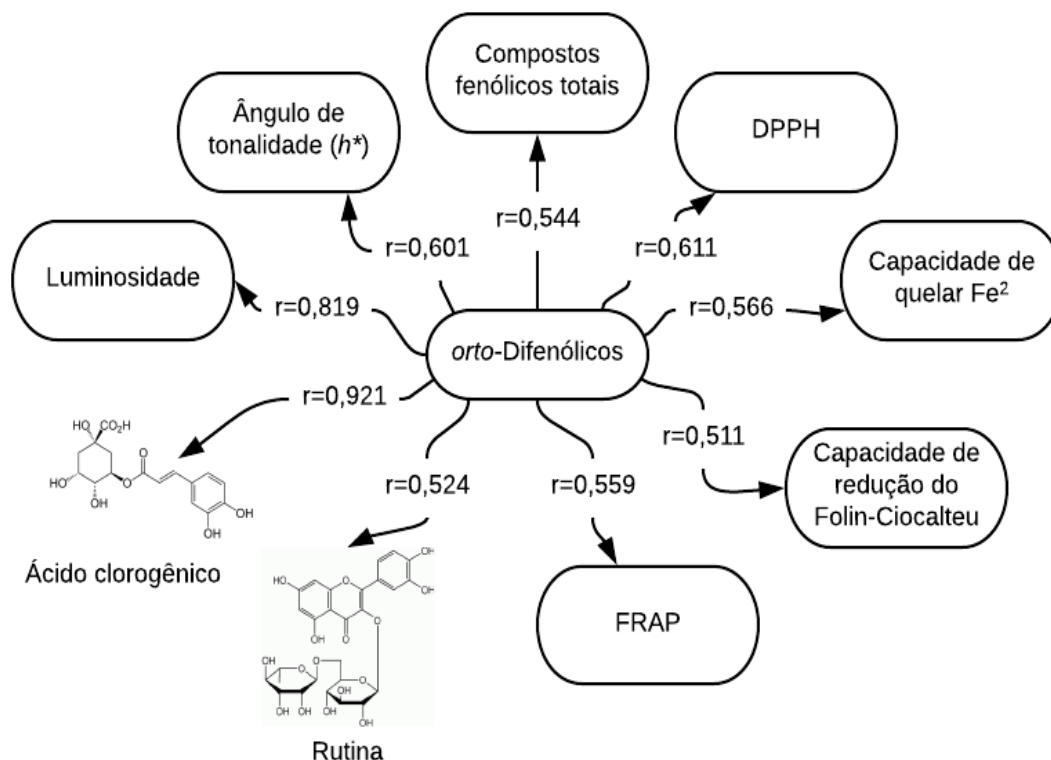 Compostos
fenólicos totais
Ângulo de
tonalidade (h*)
DPPH
r=0,544
r=0,601
r=0,611
Luminosidade
Capacidade de
quelar Fe²
r=0,819
r=0,566
orto-Difenólicos
r=0,921
r=0,511
HO
CO₂H
O
HO
O
OH
OH
OH
Ácido clorogênico
r=0,524
r=0,559
Capacidade de
redução do
Folin-Ciocalteu
OH
OH
HO
O
O
OH
O
OH
O
O
O
OH
HO
OH
OH
OH
OH
Rutina
FRAP